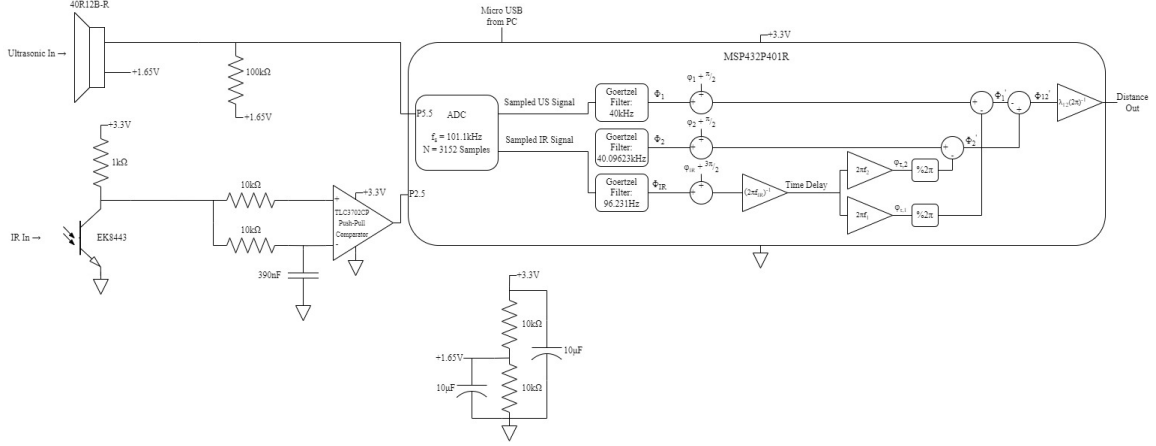 40R12B-R
Ultrasonic In →
+1.65V
100kΩ
+1.65V
Micro USB
from PC
+3.3V
MSP432P401R
P5.5
ADC
fs = 101.1kHz
N = 3152 Samples
Sampled US Signal
Sampled IR Signal
Goertzel
Filter:
40kHz
Φ1
φ1 + π/2
+
+
Goertzel
Filter:
40.09623kHz
Φ2
φ2 + π/2
+
+
Goertzel
Filter:
96.231Hz
ΦIR
φIR + 3π/2
+
+
(2πfIR)⁻¹
Time Delay
2πf2
φτ,2
%2π
2πf1
φτ,1
%2π
+
-
Φ1'
+
-
Φ2'
-
+
Φ12'
λ12(2π)⁻¹
Distance
Out
+3.3V
1kΩ
IR In →
EK8443
10kΩ
10kΩ
390nF
+3.3V
+
TLC3702CP
Push-Pull
Comparator
-
P2.5
+3.3V
10kΩ
10μF
+1.65V
10μF
10kΩ